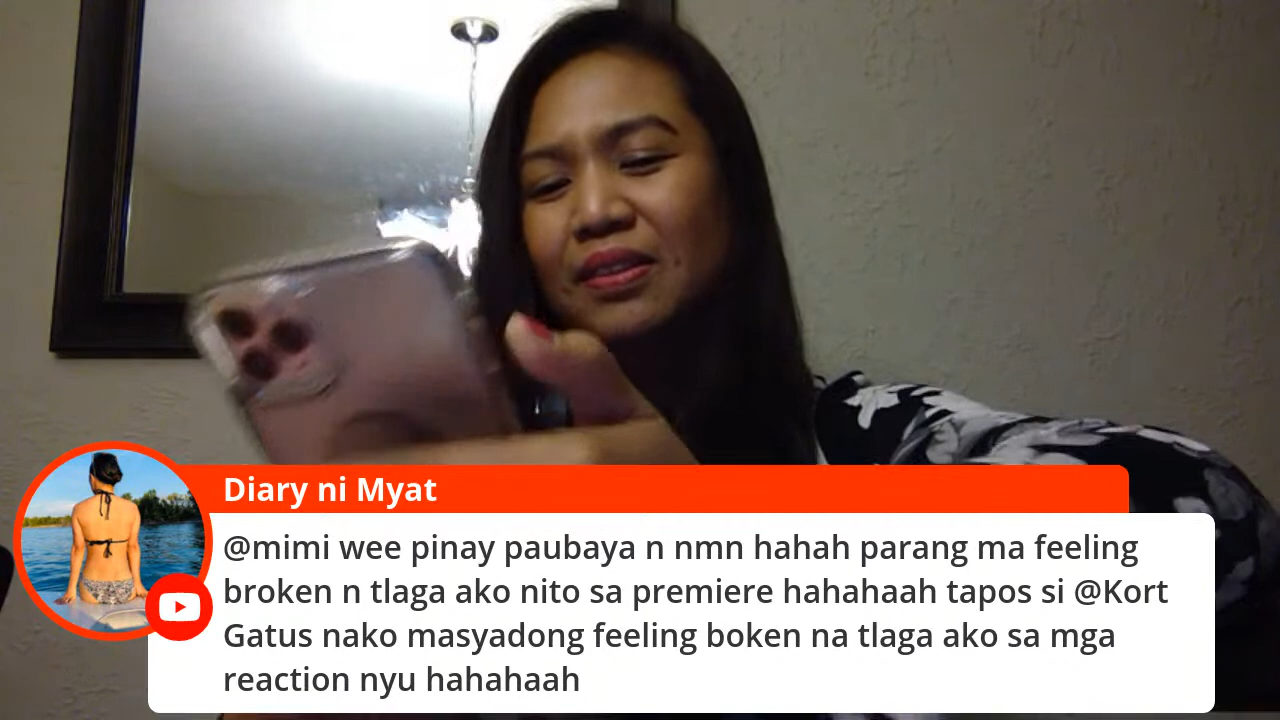 Diary ni Myat
@mimi wee pinay paubaya n nmn hahah parang ma feeling
broken n tlaga ako nito sa premiere hahahaah tapos si @Kort
Gatus nako masyadong feeling boken na tlaga ako sa mga
reaction nyu hahahaah